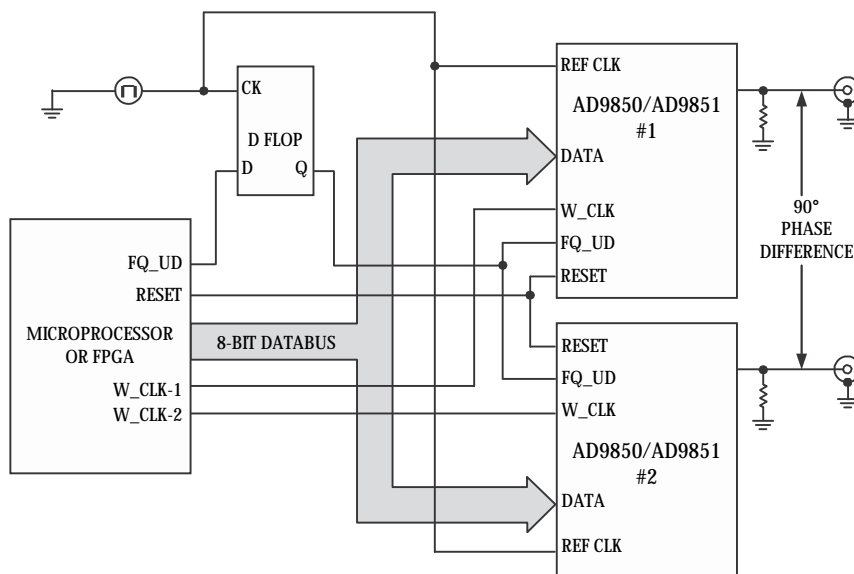 CK
D FLOP
D Q
FQ_UD
RESET
MICROPROCESSOR
OR FPGA
W_CLK-1
W_CLK-2
8-BIT DATABUS
REF CLK
AD9850/AD9851
#1
DATA
W_CLK
FQ_UD
RESET
90°
PHASE
DIFFERENCE
RESET
FQ_UD
W_CLK
AD9850/AD9851
#2
DATA
REF CLK